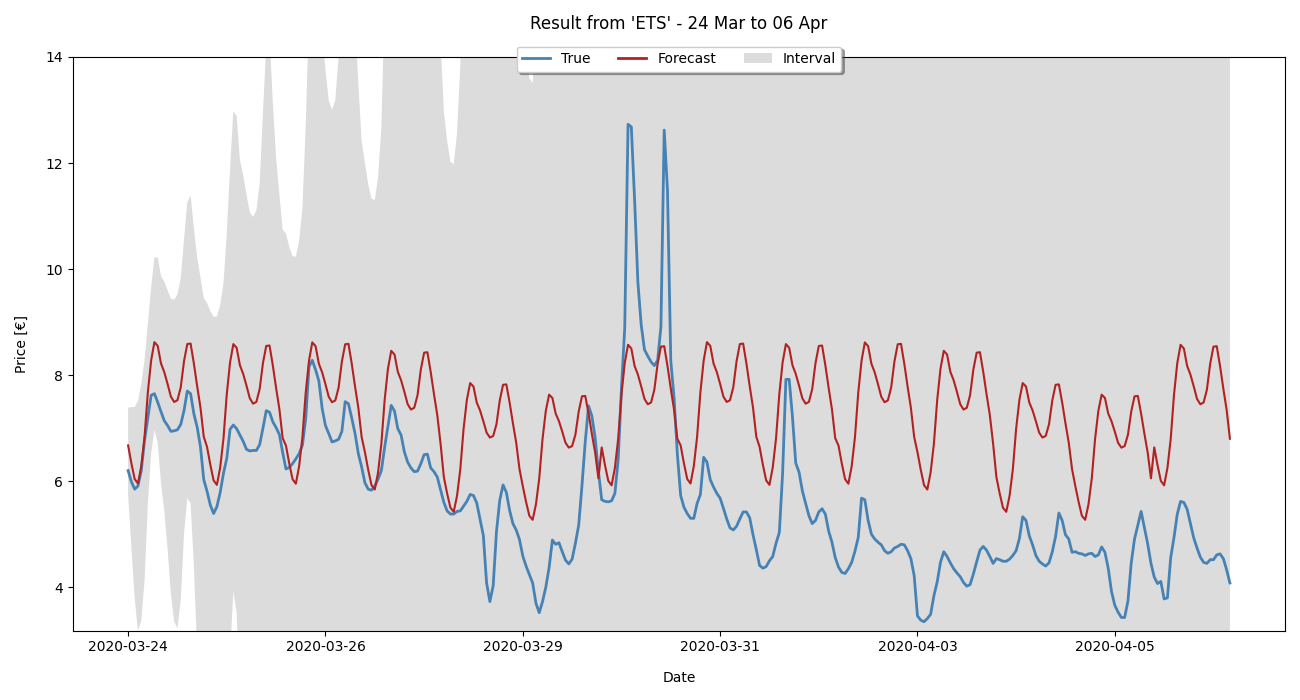 Result from 'ETS' - 24 Mar to 06 Apr
True Forecast Interval
14
12
10
8
6
4
Price [€]
2020-03-24 2020-03-26 2020-03-29 2020-03-31 2020-04-03 2020-04-05
Date